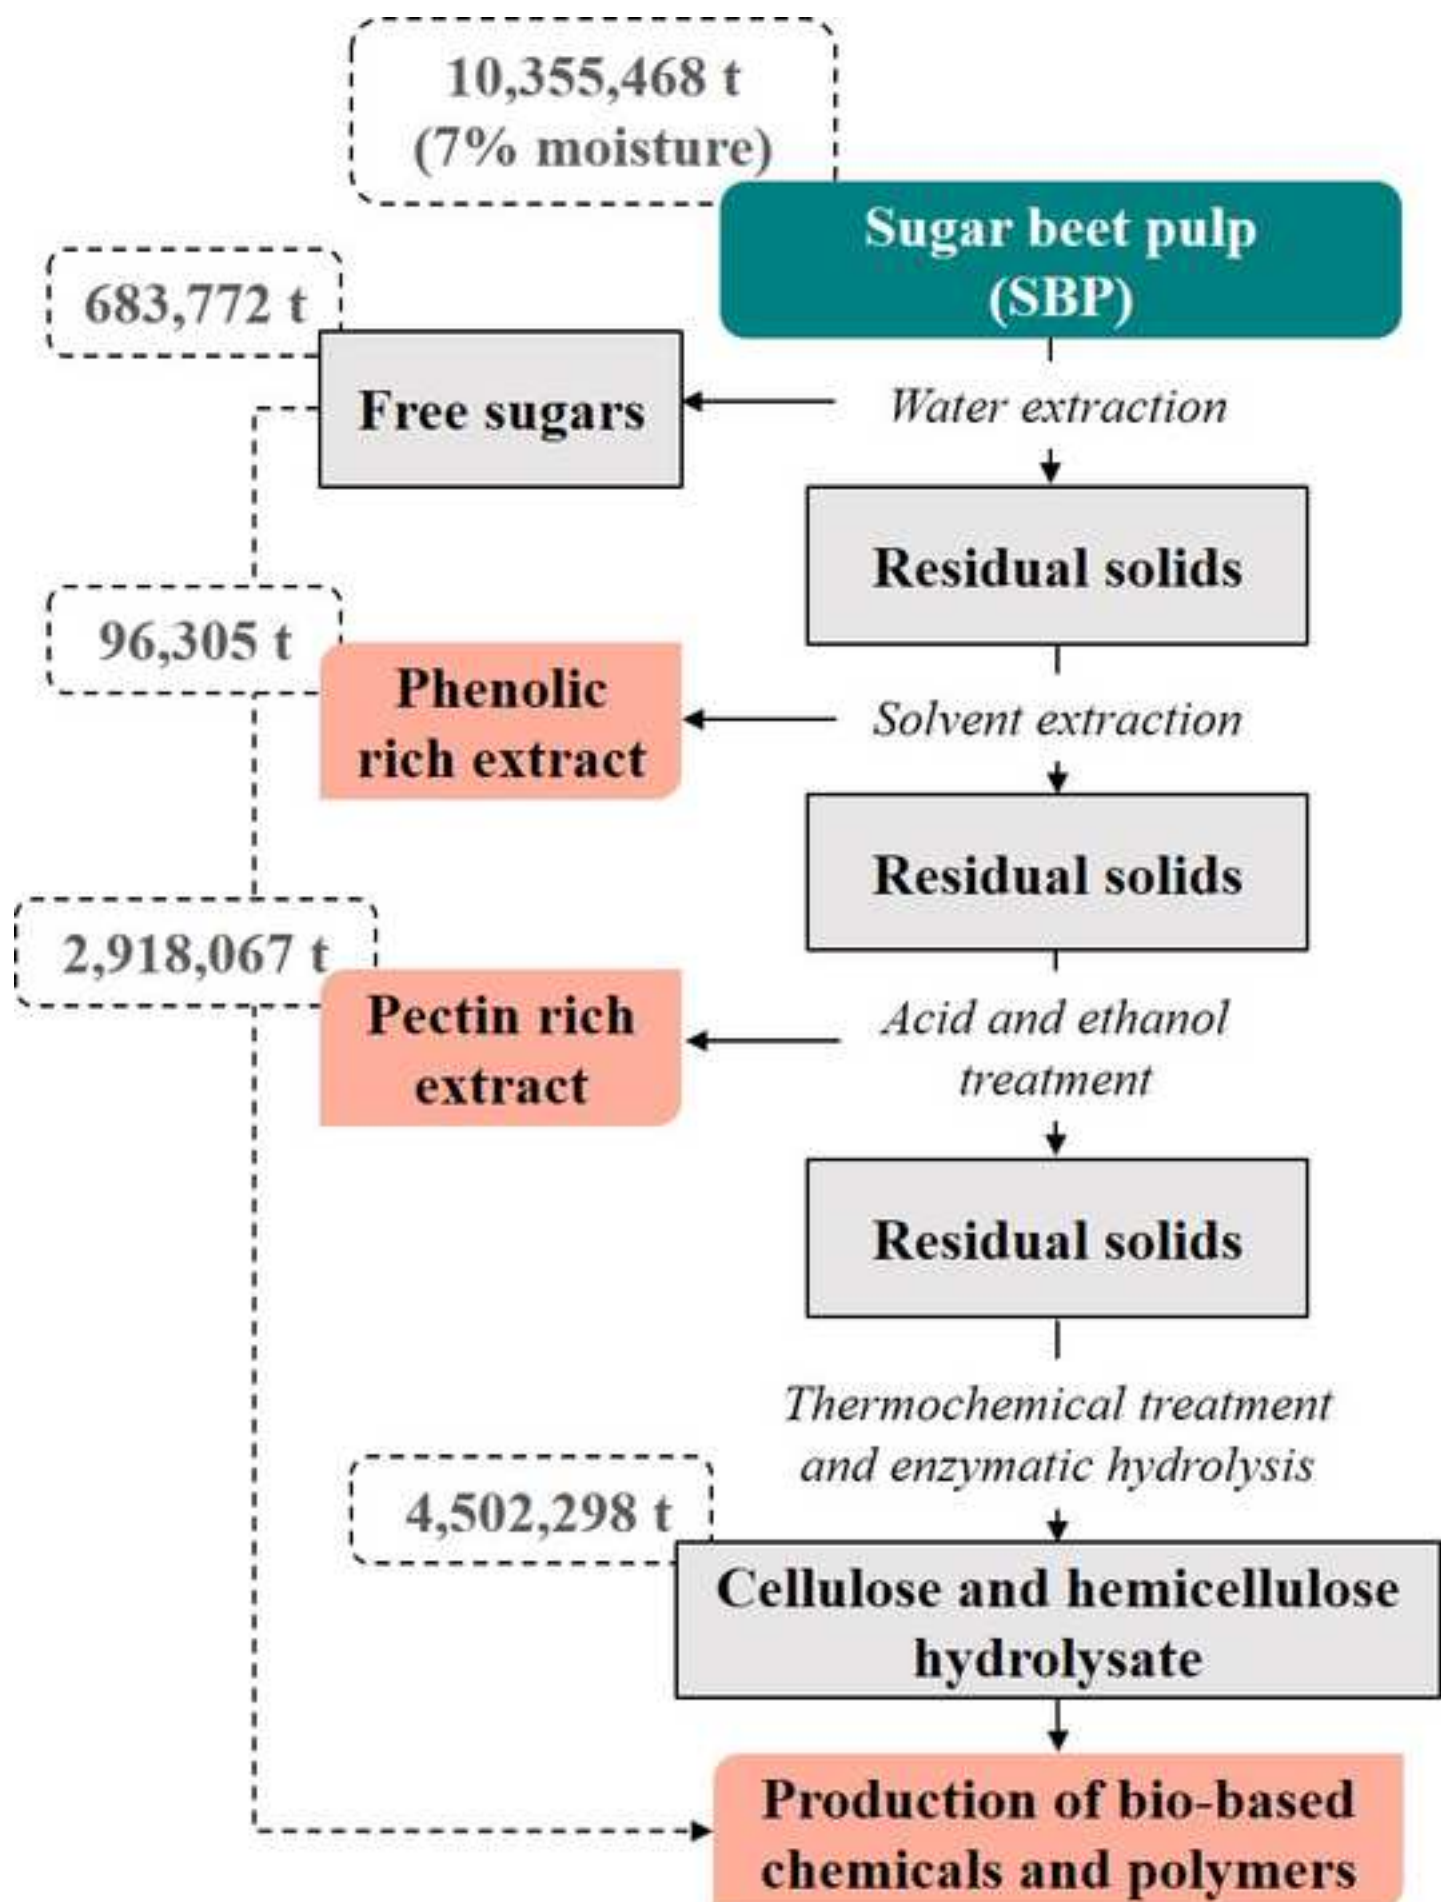 10,355,468 t
(7% moisture)
Sugar beet pulp
(SBP)
683,772 t
Free sugars
Water extraction
Residual solids
96,305 t
Phenolic
rich extract
Solvent extraction
Residual solids
2,918,067 t
Pectin rich
extract
Acid and ethanol
treatment
Residual solids
Thermochemical treatment
and enzymatic hydrolysis
4,502,298 t
Cellulose and hemicellulose
hydrolysate
Production of bio-based
chemicals and polymers